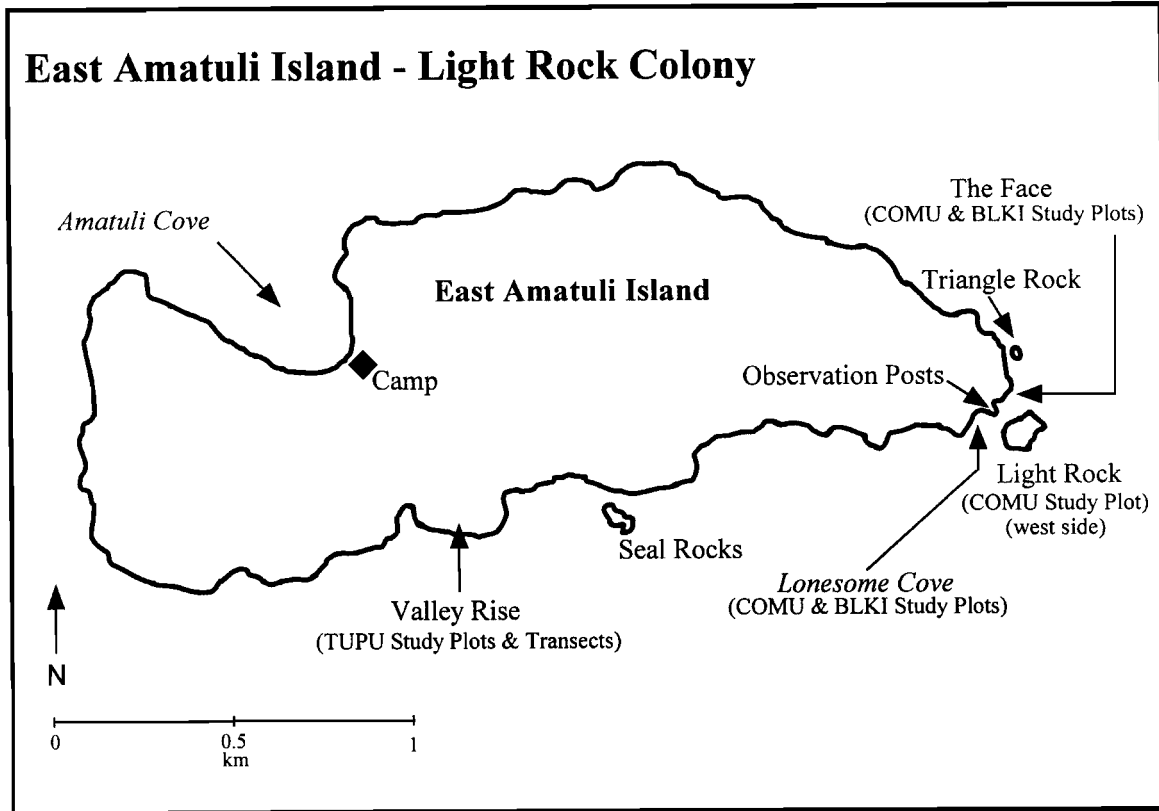 East Amatuli Island - Light Rock Colony
The Face
(COMU & BLKI Study Plots)
Amatuli Cove
Triangle Rock
East Amatuli Island
Observation Posts
Camp
Light Rock
(COMU Study Plot)
(west side)
Seal Rocks
Lonesome Cove
(COMU & BLKI Study Plots)
Valley Rise
(TUPU Study Plots & Transects)
N
0 0.5 1
km